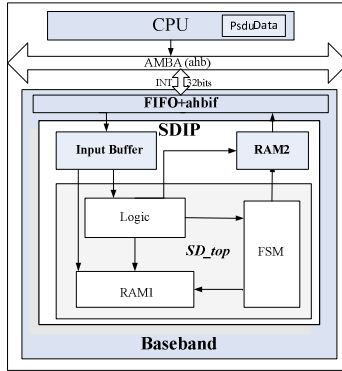 CPU
PsduData
AMBA(ahb)
INT 32bits
FIFO+ahbif
SDIP
Input Buffer
RAM2
Logic
SD_top
FSM
RAM1
Baseband